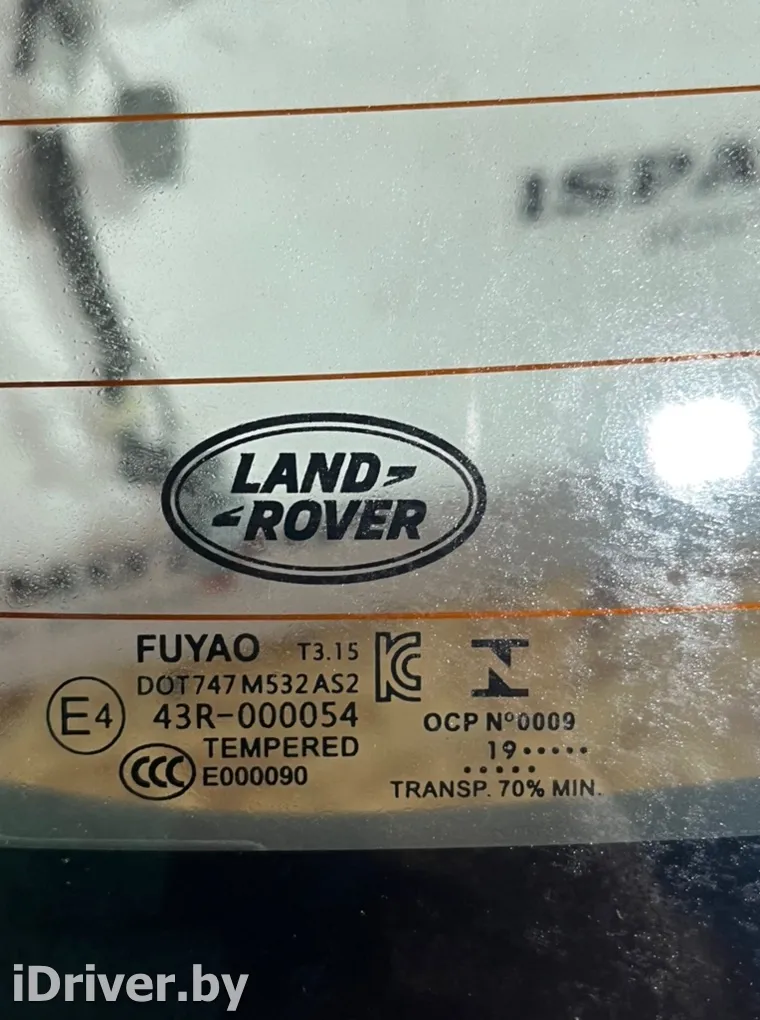 ISPA
LAND
ROVER
FUYAO T3.15
DOT747 M532 AS2
E4 43R-000054
TEMPERED
CCC E000090
KC
OCP Nº0009
19•••••
•••••
TRANSP. 70% MIN.
iDriver.by